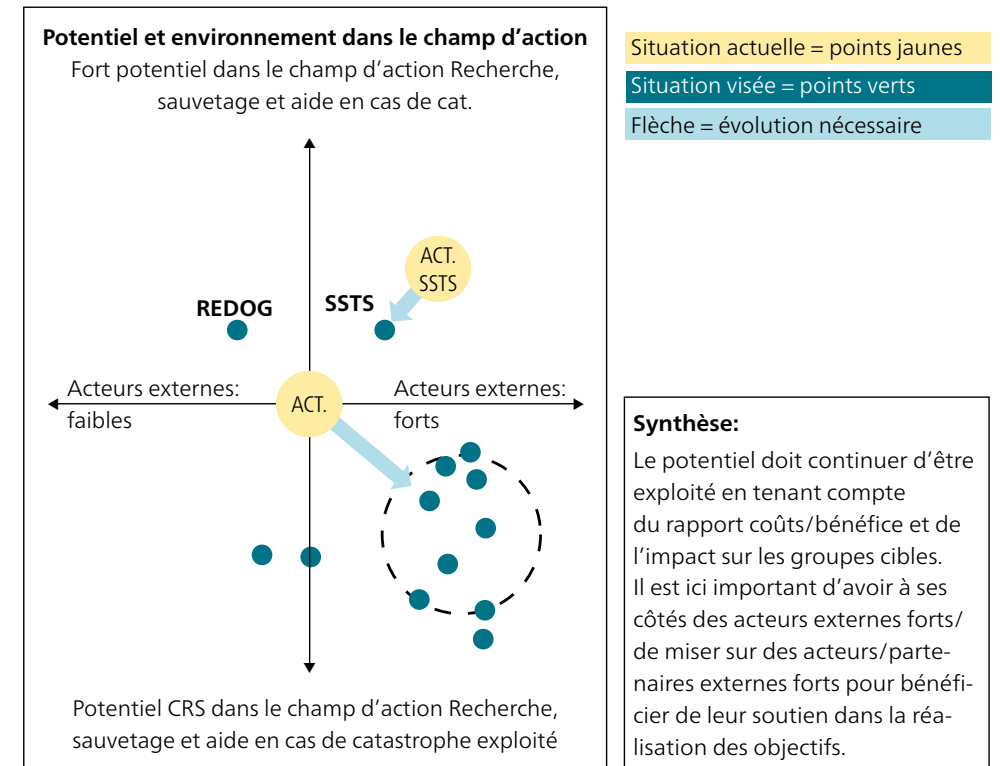 Potentiel et environnement dans le champ d’action
Fort potentiel dans le champ d’action Recherche,
sauvetage et aide en cas de cat.
Situation actuelle = points jaunes
Situation visée = points verts
Flèche = évolution nécessaire
ACT.
SSTS
REDOG
SSTS
Acteurs externes:
faibles
ACT.
Acteurs externes:
forts
Potentiel CRS dans le champ d’action Recherche,
sauvetage et aide en cas de catastrophe exploité
Synthèse:
Le potentiel doit continuer d’être
exploité en tenant compte
du rapport coûts/bénéfice et de
l’impact sur les groupes cibles.
Il est ici important d’avoir à ses
côtés des acteurs externes forts/
de miser sur des acteurs/parte-
naires externes forts pour bénéfi-
cier de leur soutien dans la réa-
lisation des objectifs.